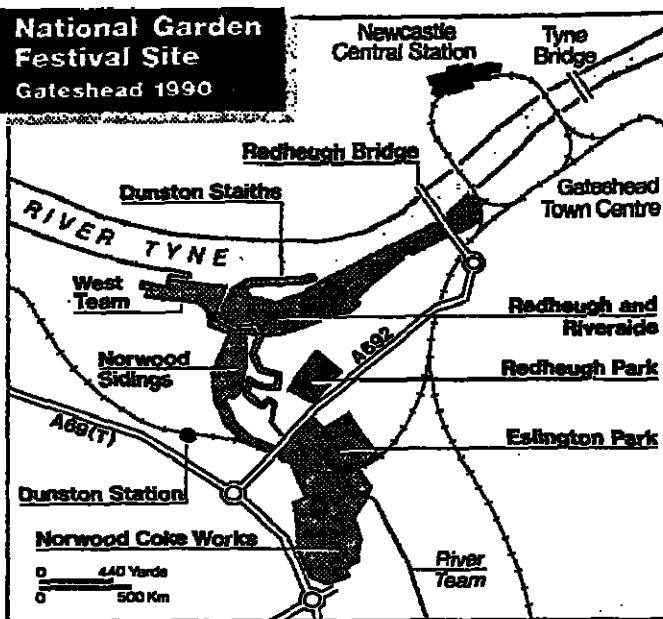 National Garden
Festival Site
Gateshead 1990
Newcastle
Central Station
Tyne
Bridge
Redheugh Bridge
Dunston Staiths
Gateshead
Town Centre
RIVER TYNE
West
Team
Redheugh and
Riverside
Norwood
Sidings
A692
Redheugh Park
A69(T)
Eslington Park
Dunston Station
Norwood Coke Works
River
Team
0 440 Yards
0 500 Km